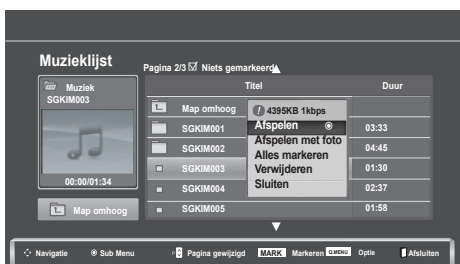 Muzieklijst
Pagina 2/3 Niets gemarkeerd
Muziek
SGKIM003
00:00/01:34
Map omhoog
Titel Duur
Map omhoog
SGKIM001 03:33
SGKIM002 04:45
SGKIM003 01:30
SGKIM004 02:37
SGKIM005 01:58
4395KB 1kbps
Afspelen
Afspelen met foto
Alles markeren
Verwijderen
Sluiten
Navigatie Sub Menu Pagina gewijzigd MARK Markeren Q.MENU Optie Afsluiten